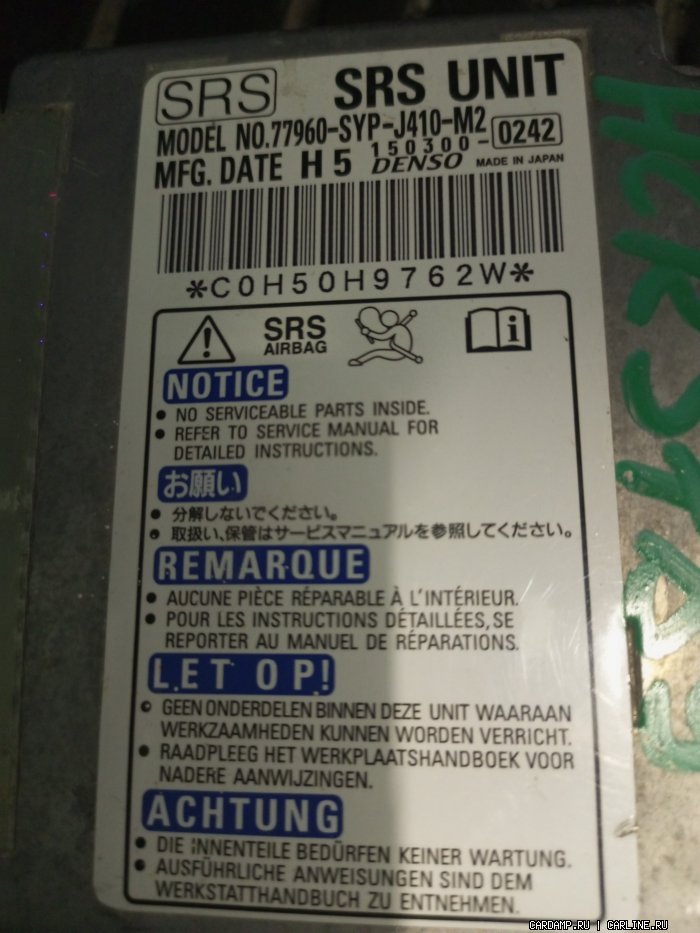 SRS SRS UNIT
MODEL NO.77960-SYP-J410-M2
150300-0242
MFG. DATE H5 DENSO MADE IN JAPAN
*C0H50H9762W*
SRS
AIRBAG
NOTICE
• NO SERVICEABLE PARTS INSIDE.
• REFER TO SERVICE MANUAL FOR
DETAILED INSTRUCTIONS.
お願い
• 分解しないでください。
• 取扱い、保管はサービスマニュアルを参照してください。
REMARQUE
• AUCUNE PIÈCE RÉPARABLE À L'INTÉRIEUR.
• POUR LES INSTRUCTIONS DÉTAILLÉES, SE
REPORTER AU MANUEL DE RÉPARATIONS.
LET OP!
• GEEN ONDERDELEN BINNEN DEZE UNIT WAARAAN
WERKZAAMHEDEN KUNNEN WORDEN VERRICHT.
• RAADPLEEG HET WERKPLAATSHANDBOEK VOOR
NADERE AANWIJZINGEN.
ACHTUNG
• DIE INNENTEILE BEDÜRFEN KEINER WARTUNG.
• AUSFÜHRLICHE ANWEISUNGEN SIND DEM
WERKSTATTHANDBUCH ZU ENTNEHMEN.
CARDAMP.RU | CARLINE.RU